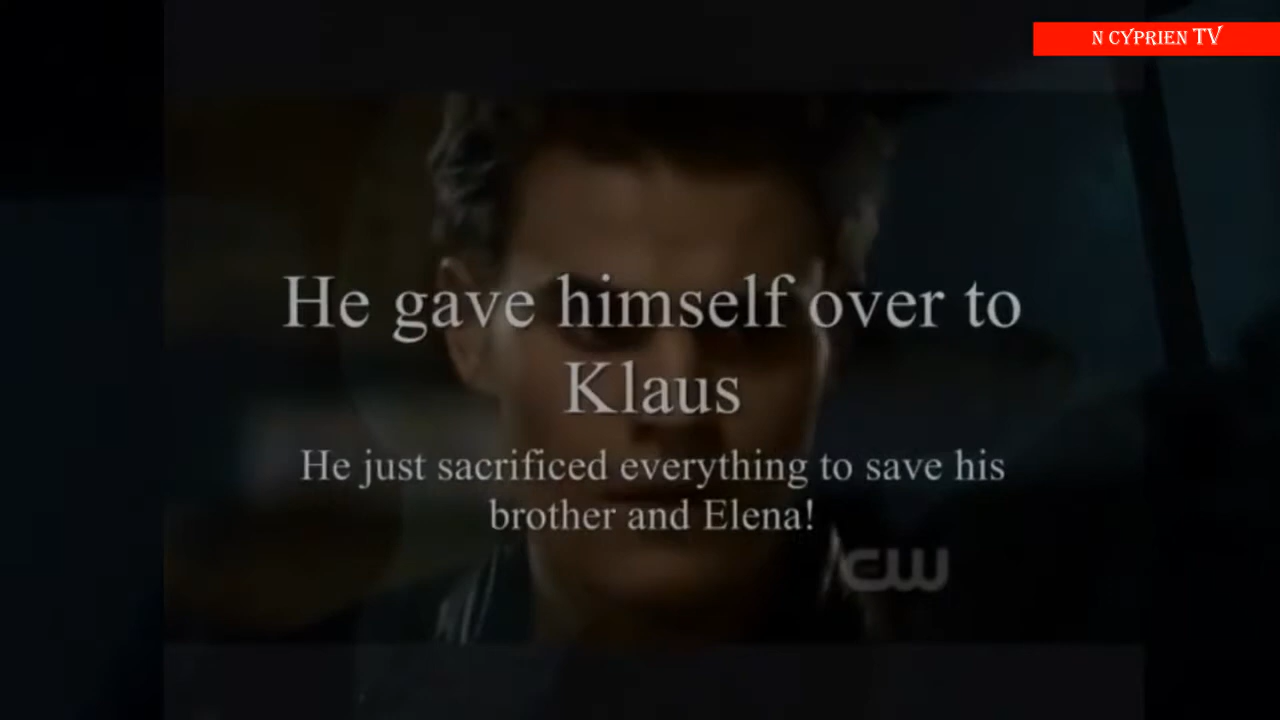 N CYPRIEN TV
He gave himself over to
Klaus
He just sacrificed everything to save his
brother and Elena!
CW